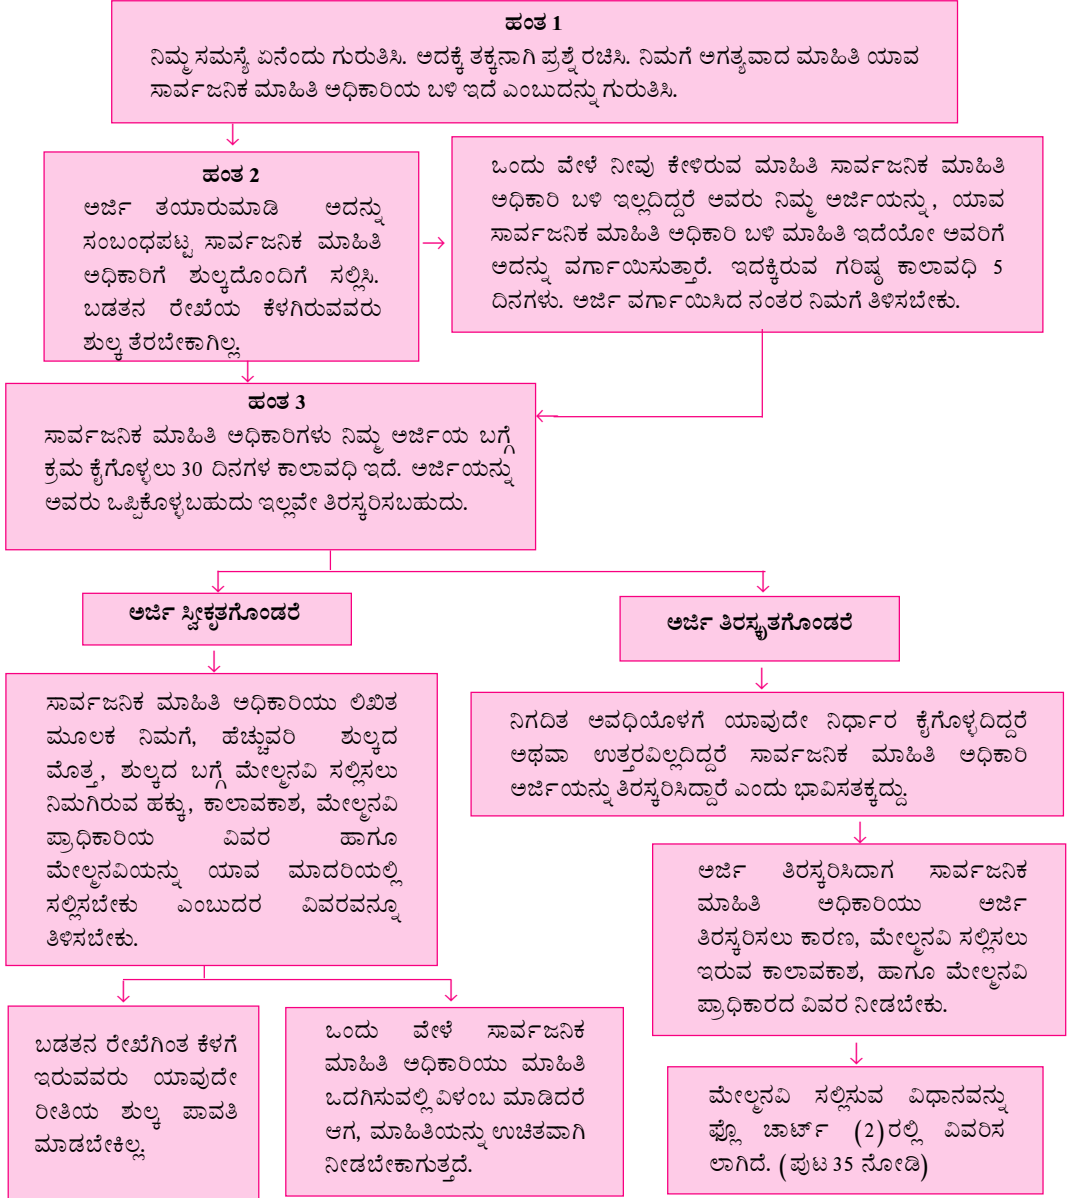 ಹಂತ 1
ನಿಮ್ಮ ಸಮಸ್ಯೆ ಏನೆಂದು ಗುರುತಿಸಿ. ಅದಕ್ಕೆ ತಕ್ಕನಾಗಿ ಪ್ರಶ್ನೆ ರಚಿಸಿ. ನಿಮಗೆ ಅಗತ್ಯವಾದ ಮಾಹಿತಿ ಯಾವ
ಸಾರ್ವಜನಿಕ ಮಾಹಿತಿ ಅಧಿಕಾರಿಯ ಬಳಿ ಇದೆ ಎಂಬುದನ್ನು ಗುರುತಿಸಿ.
ಹಂತ 2
ಅರ್ಜಿ ತಯಾರುಮಾಡಿ ಅದನ್ನು
ಸಂಬಂಧಪಟ್ಟ ಸಾರ್ವಜನಿಕ ಮಾಹಿತಿ
ಅಧಿಕಾರಿಗೆ ಶುಲ್ಕದೊಂದಿಗೆ ಸಲ್ಲಿಸಿ.
ಬಡತನ ರೇಖೆಯ ಕೆಳಗಿರುವವರು
ಶುಲ್ಕ ತೆರಬೇಕಾಗಿಲ್ಲ.
ಒಂದು ವೇಳೆ ನೀವು ಕೇಳಿರುವ ಮಾಹಿತಿ ಸಾರ್ವಜನಿಕ ಮಾಹಿತಿ
ಅಧಿಕಾರಿ ಬಳಿ ಇಲ್ಲದಿದ್ದರೆ ಅವರು ನಿಮ್ಮ ಅರ್ಜಿಯನ್ನು, ಯಾವ
ಸಾರ್ವಜನಿಕ ಮಾಹಿತಿ ಅಧಿಕಾರಿ ಬಳಿ ಮಾಹಿತಿ ಇದೆಯೋ ಅವರಿಗೆ
ಅದನ್ನು ವರ್ಗಾಯಿಸುತ್ತಾರೆ. ಇದಕ್ಕಿರುವ ಗರಿಷ್ಠ ಕಾಲಾವಧಿ 5
ದಿನಗಳು. ಅರ್ಜಿ ವರ್ಗಾಯಿಸಿದ ನಂತರ ನಿಮಗೆ ತಿಳಿಸಬೇಕು.
ಹಂತ 3
ಸಾರ್ವಜನಿಕ ಮಾಹಿತಿ ಅಧಿಕಾರಿಗಳು ನಿಮ್ಮ ಅರ್ಜಿಯ ಬಗ್ಗೆ
ಕ್ರಮ ಕೈಗೊಳ್ಳಲು 30 ದಿನಗಳ ಕಾಲಾವಧಿ ಇದೆ. ಅರ್ಜಿಯನ್ನು
ಅವರು ಒಪ್ಪಿಕೊಳ್ಳಬಹುದು ಇಲ್ಲವೇ ತಿರಸ್ಕರಿಸಬಹುದು.
ಅರ್ಜಿ ಸ್ವೀಕೃತಗೊಂಡರೆ
ಅರ್ಜಿ ತಿರಸ್ಕೃತಗೊಂಡರೆ
ಸಾರ್ವಜನಿಕ ಮಾಹಿತಿ ಅಧಿಕಾರಿಯು ಲಿಖಿತ
ಮೂಲಕ ನಿಮಗೆ, ಹೆಚ್ಚುವರಿ ಶುಲ್ಕದ
ಮೊತ್ತ, ಶುಲ್ಕದ ಬಗ್ಗೆ ಮೇಲ್ಮನವಿ ಸಲ್ಲಿಸಲು
ನಿಮಗಿರುವ ಹಕ್ಕು, ಕಾಲಾವಕಾಶ, ಮೇಲ್ಮನವಿ
ಪ್ರಾಧಿಕಾರಿಯ ವಿವರ ಹಾಗೂ
ಮೇಲ್ಮನವಿಯನ್ನು ಯಾವ ಮಾದರಿಯಲ್ಲಿ
ಸಲ್ಲಿಸಬೇಕು ಎಂಬುದರ ವಿವರವನ್ನೂ
ತಿಳಿಸಬೇಕು.
ನಿಗದಿತ ಅವಧಿಯೊಳಗೆ ಯಾವುದೇ ನಿರ್ಧಾರ ಕೈಗೊಳ್ಳದಿದ್ದರೆ
ಅಥವಾ ಉತ್ತರವಿಲ್ಲದಿದ್ದರೆ ಸಾರ್ವಜನಿಕ ಮಾಹಿತಿ ಅಧಿಕಾರಿ
ಅರ್ಜಿಯನ್ನು ತಿರಸ್ಕರಿಸಿದ್ದಾರೆ ಎಂದು ಭಾವಿಸತಕ್ಕದ್ದು.
ಅರ್ಜಿ ತಿರಸ್ಕರಿಸಿದಾಗ ಸಾರ್ವಜನಿಕ
ಮಾಹಿತಿ ಅಧಿಕಾರಿಯು ಅರ್ಜಿ
ತಿರಸ್ಕರಿಸಲು ಕಾರಣ, ಮೇಲ್ಮನವಿ ಸಲ್ಲಿಸಲು
ಇರುವ ಕಾಲಾವಕಾಶ, ಹಾಗೂ ಮೇಲ್ಮನವಿ
ಪ್ರಾಧಿಕಾರದ ವಿವರ ನೀಡಬೇಕು.
ಬಡತನ ರೇಖೆಗಿಂತ ಕೆಳಗೆ
ಇರುವವರು ಯಾವುದೇ
ರೀತಿಯ ಶುಲ್ಕ ಪಾವತಿ
ಮಾಡಬೇಕಿಲ್ಲ.
ಒಂದು ವೇಳೆ ಸಾರ್ವಜನಿಕ
ಮಾಹಿತಿ ಅಧಿಕಾರಿಯು ಮಾಹಿತಿ
ಒದಗಿಸುವಲ್ಲಿ ವಿಳಂಬ ಮಾಡಿದರೆ
ಆಗ, ಮಾಹಿತಿಯನ್ನು ಉಚಿತವಾಗಿ
ನೀಡಬೇಕಾಗುತ್ತದೆ.
ಮೇಲ್ಮನವಿ ಸಲ್ಲಿಸುವ ವಿಧಾನವನ್ನು
ಫ್ಲೊ ಚಾರ್ಟ್ (2)ರಲ್ಲಿ ವಿವರಿಸ
ಲಾಗಿದೆ. (ಪುಟ 35 ನೋಡಿ)